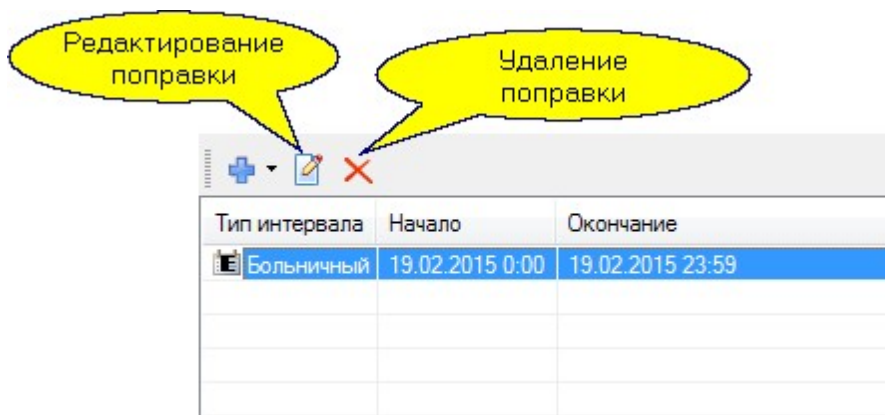 Редактирование
поправки
Удаление
поправки
Тип интервала Начало Окончание
Больничный 19.02.2015 0:00 19.02.2015 23:59